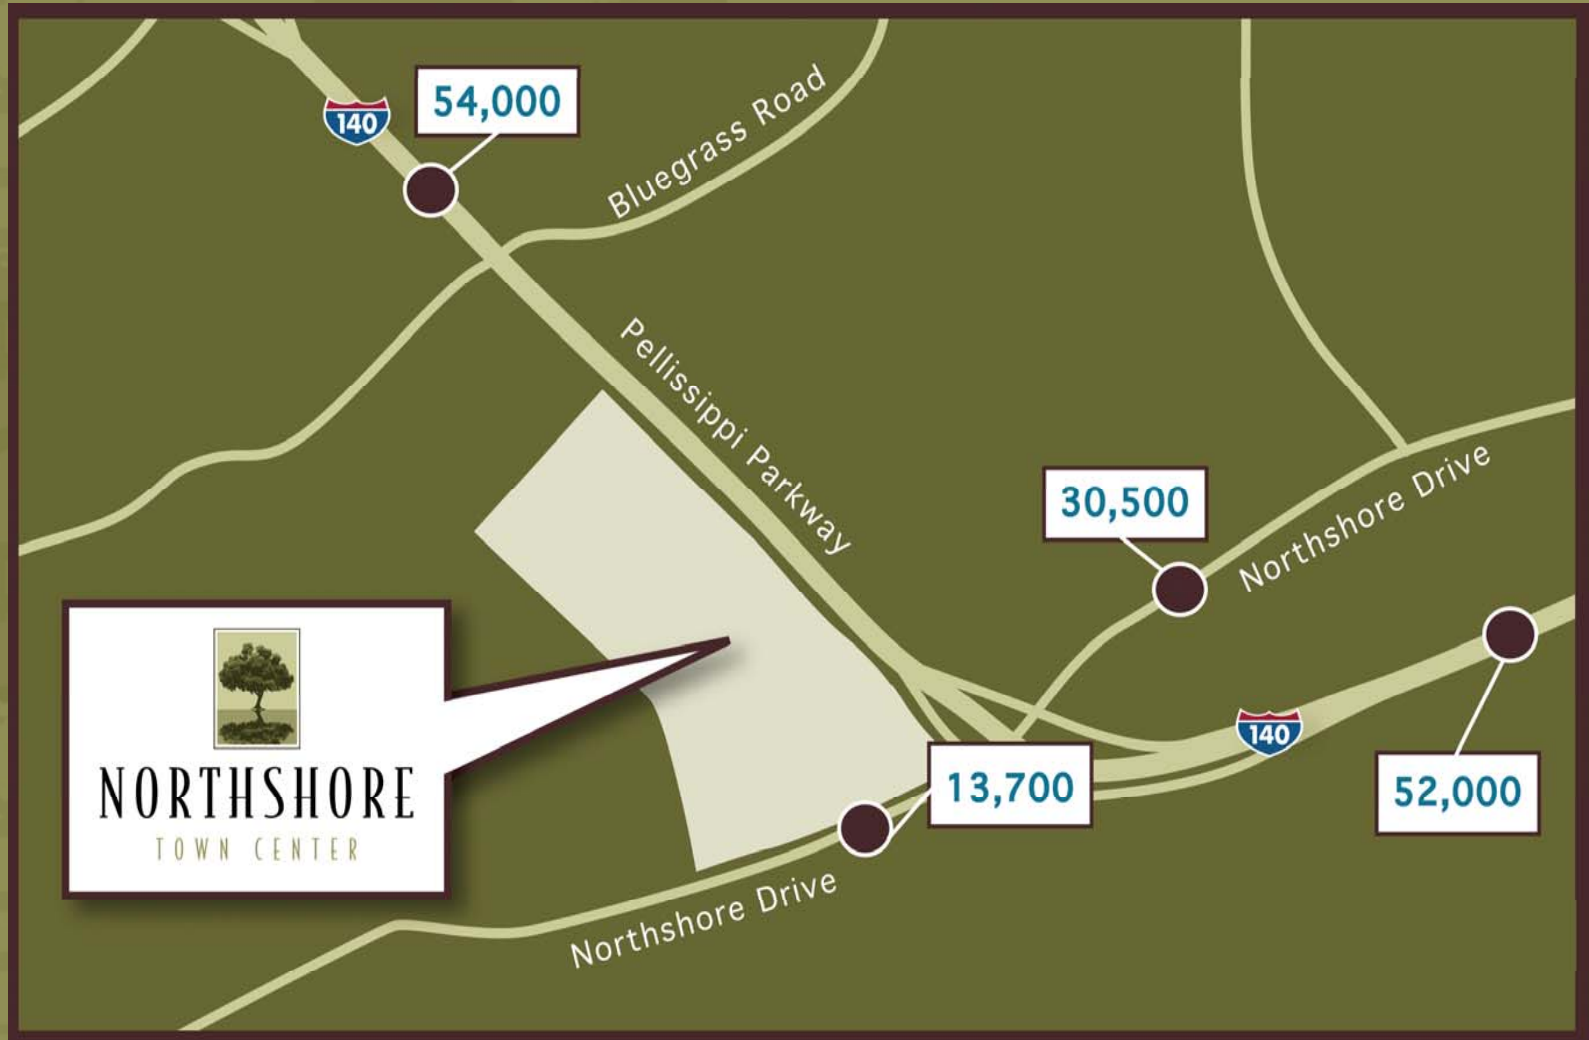 140
54,000
Bluegrass Road
Pellissippi Parkway
30,500
Northshore Drive
NORTHSHORE
TOWN CENTER
140
13,700
52,000
Northshore Drive